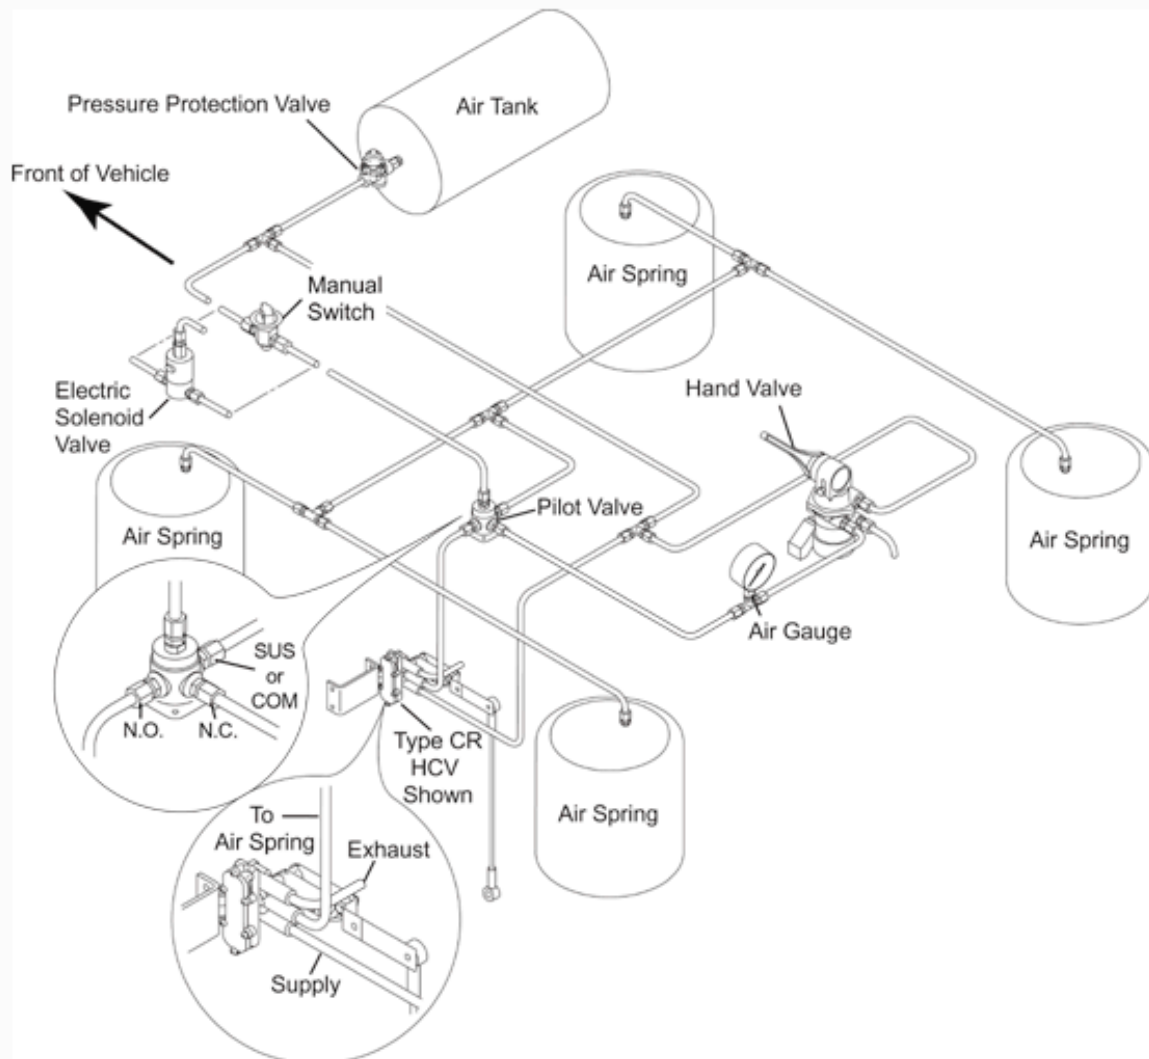 Pressure Protection Valve
Air Tank
Front of Vehicle
Air Spring
Manual
Switch
Hand Valve
Electric
Solenoid
Valve
Pilot Valve
Air Spring
Air Spring
Air Gauge
SUS
or
COM
N.O.
N.C.
Type CR
HCV
Shown
To
Air Spring
Exhaust
Air Spring
Supply